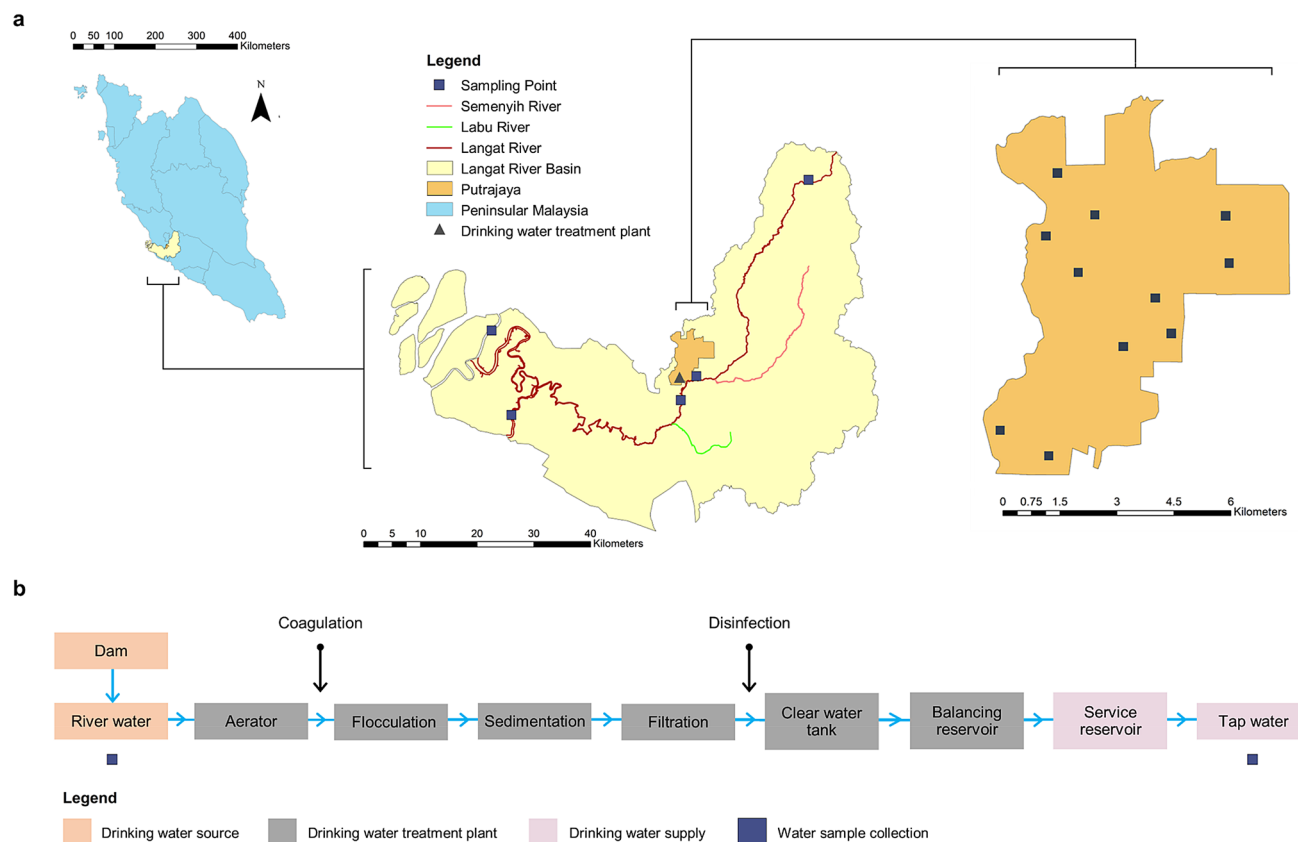 a
0 50 100 200 300 400
Kilometers
N
Legend
Sampling Point
Semenyih River
Labu River
Langat River
Langat River Basin
Putrajaya
Peninsular Malaysia
Drinking water treatment plant
0 5 10 20 30 40
Kilometers
0 0.75 1.5 3 4.5 6
Kilometers
b
Coagulation
Disinfection
Dam
River water
Aerator
Flocculation
Sedimentation
Filtration
Clear water
tank
Balancing
reservoir
Service
reservoir
Tap water
Legend
Drinking water source
Drinking water treatment plant
Drinking water supply
Water sample collection